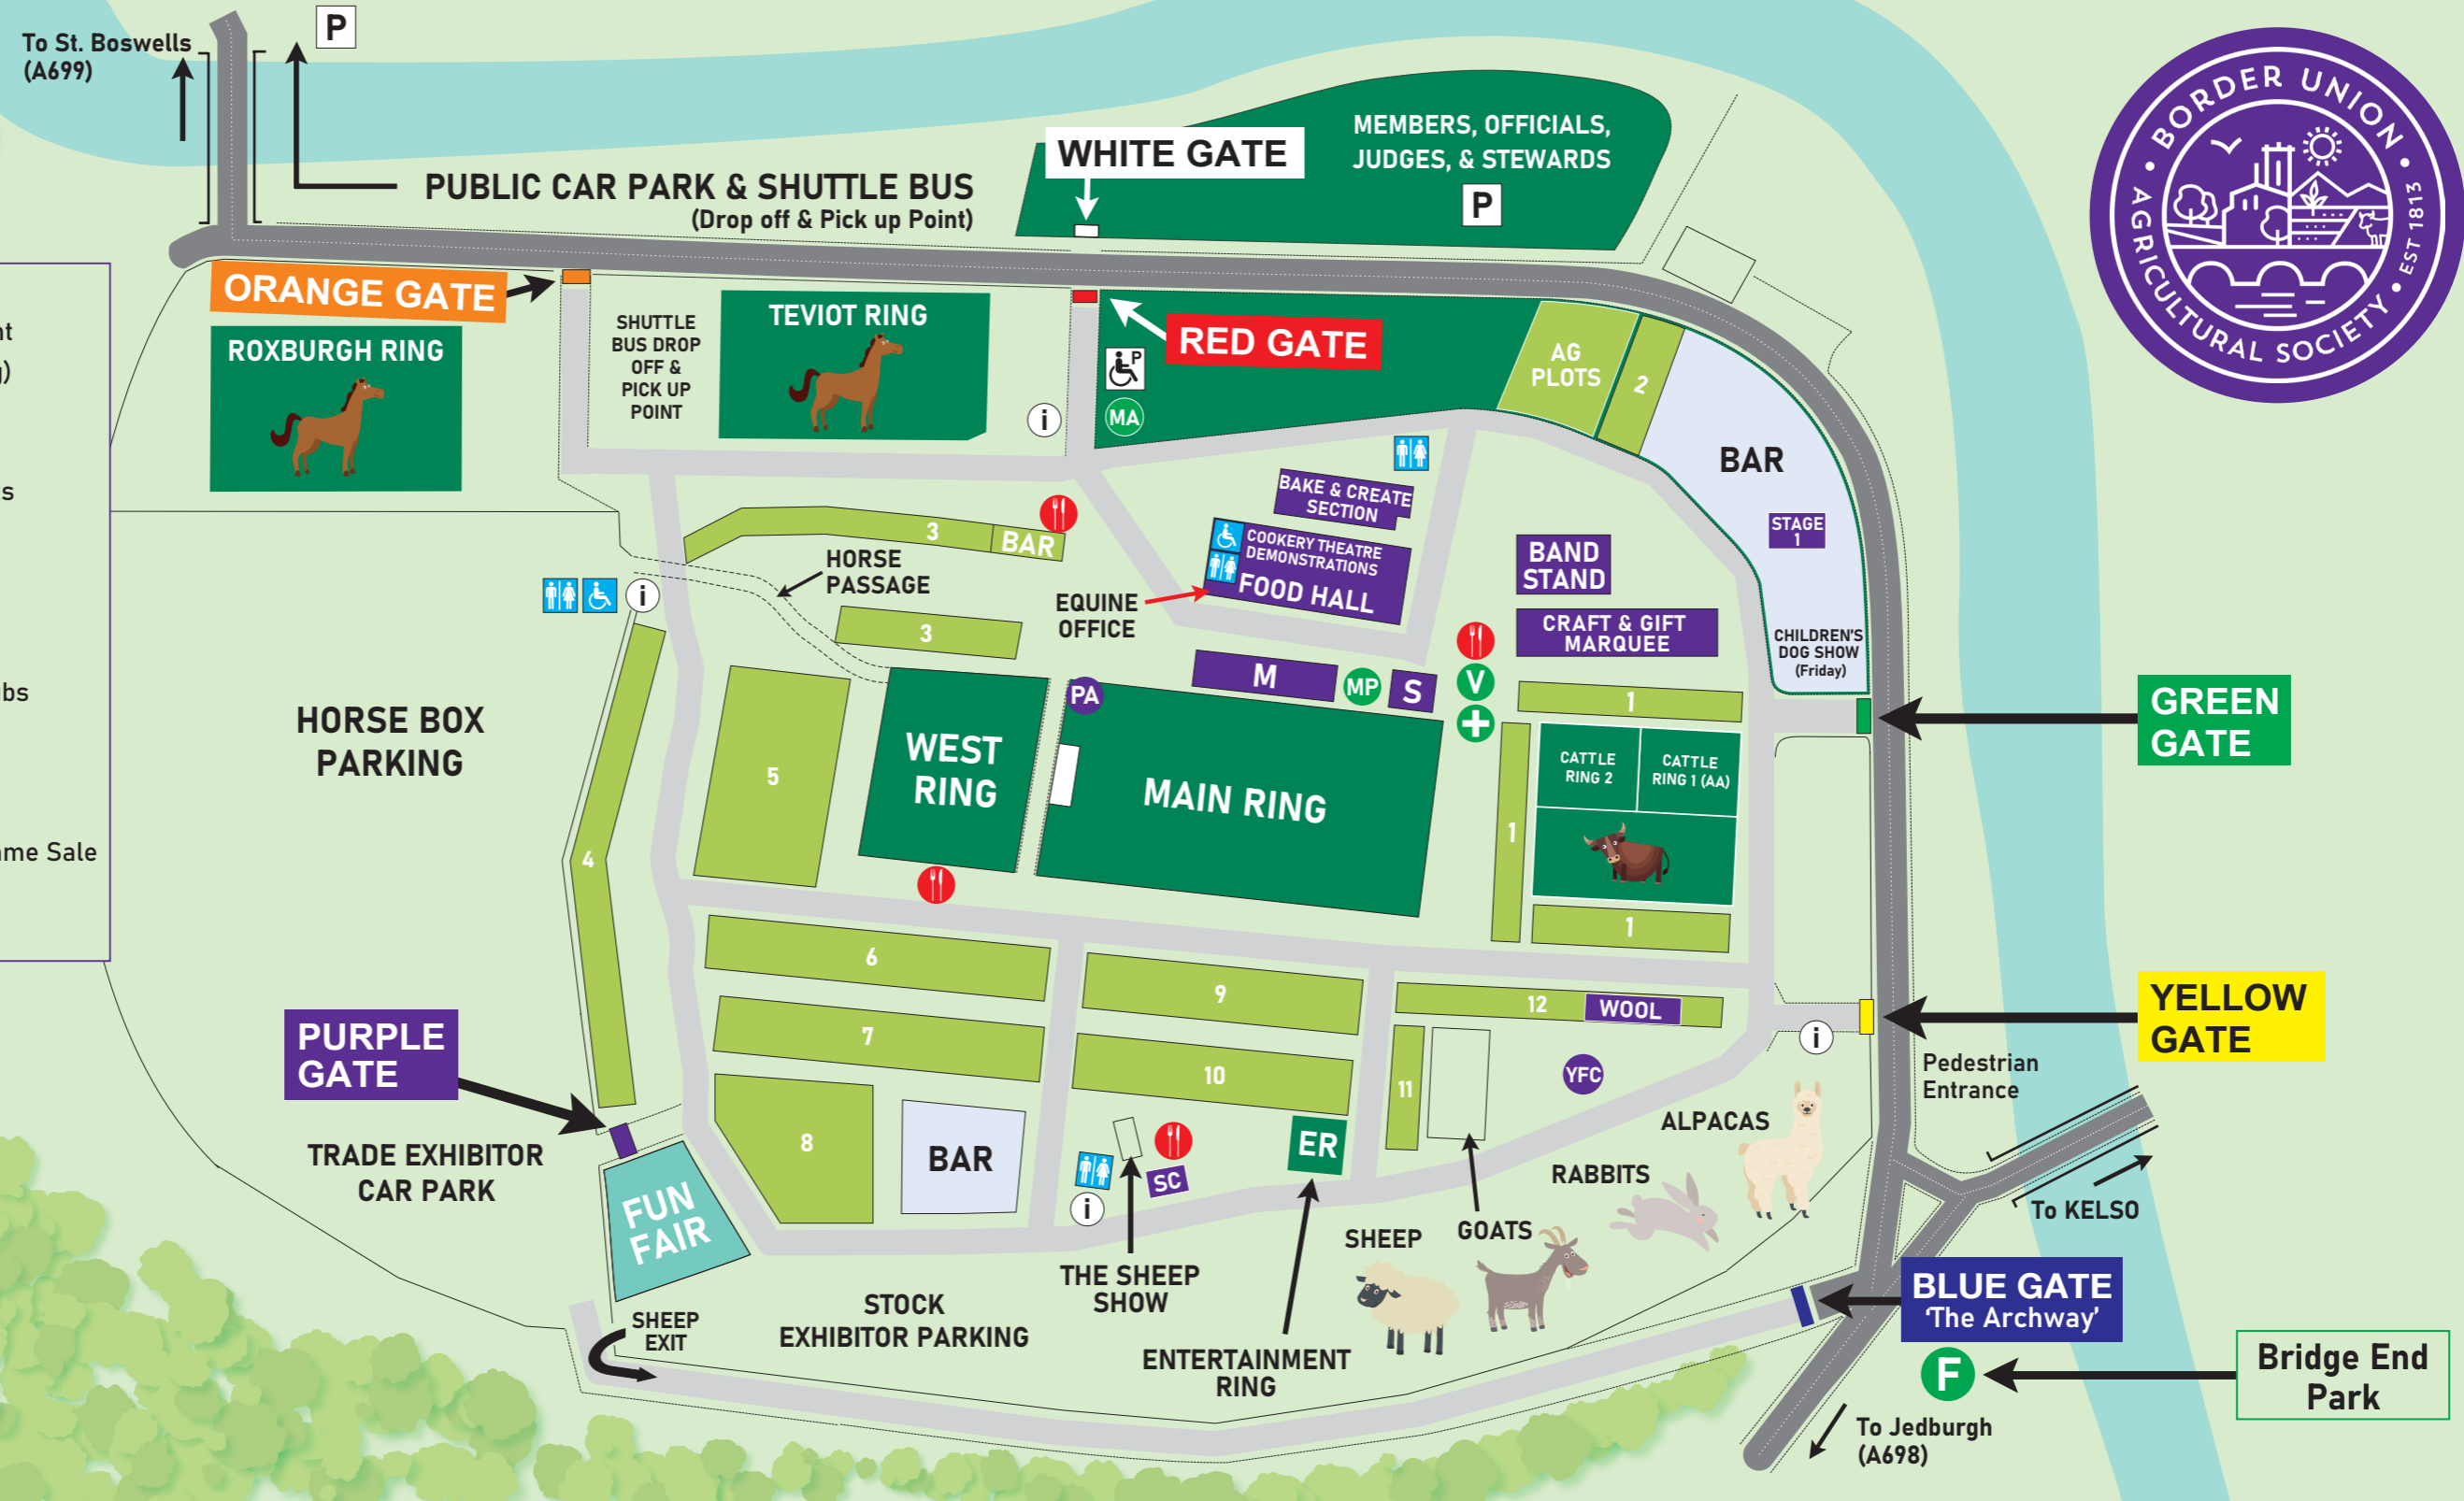 To St. Boswells
(A699)
P
PUBLIC CAR PARK & SHUTTLE BUS
(Drop off & Pick up Point)
WHITE GATE
MEMBERS, OFFICIALS,
JUDGES, & STEWARDS
P
BORDER UNION
AGRICULTURAL SOCIETY
EST 1813
ORANGE GATE
ROXBURGH RING
SHUTTLE
BUS DROP
OFF &
PICK UP
POINT
TEVIOT RING
i
P
MA
RED GATE
AG
PLOTS
2
BAR
STAGE
1
CHILDREN'S
DOG SHOW
(Friday)
nt
g)
s
bs
me Sale
3
BAR
HORSE
PASSAGE
3
i
BAKE & CREATE
SECTION
COOKERY THEATRE
DEMONSTRATIONS
FOOD HALL
EQUINE
OFFICE
BAND
STAND
CRAFT & GIFT
MARQUEE
M
MP
S
V
PA
1
GREEN
GATE
HORSE BOX
PARKING
4
5
WEST
RING
MAIN RING
1
CATTLE
RING 2
CATTLE
RING 1 (AA)
1
6
9
12
WOOL
YELLOW
GATE
i
Pedestrian
Entrance
PURPLE
GATE
7
10
11
YFC
TRADE EXHIBITOR
CAR PARK
8
BAR
SC
i
ER
ALPACAS
RABBITS
To KELSO
FUN
FAIR
THE SHEEP
SHOW
SHEEP
GOATS
SHEEP
EXIT
STOCK
EXHIBITOR PARKING
ENTERTAINMENT
RING
BLUE GATE
'The Archway'
F
Bridge End
Park
To Jedburgh
(A698)